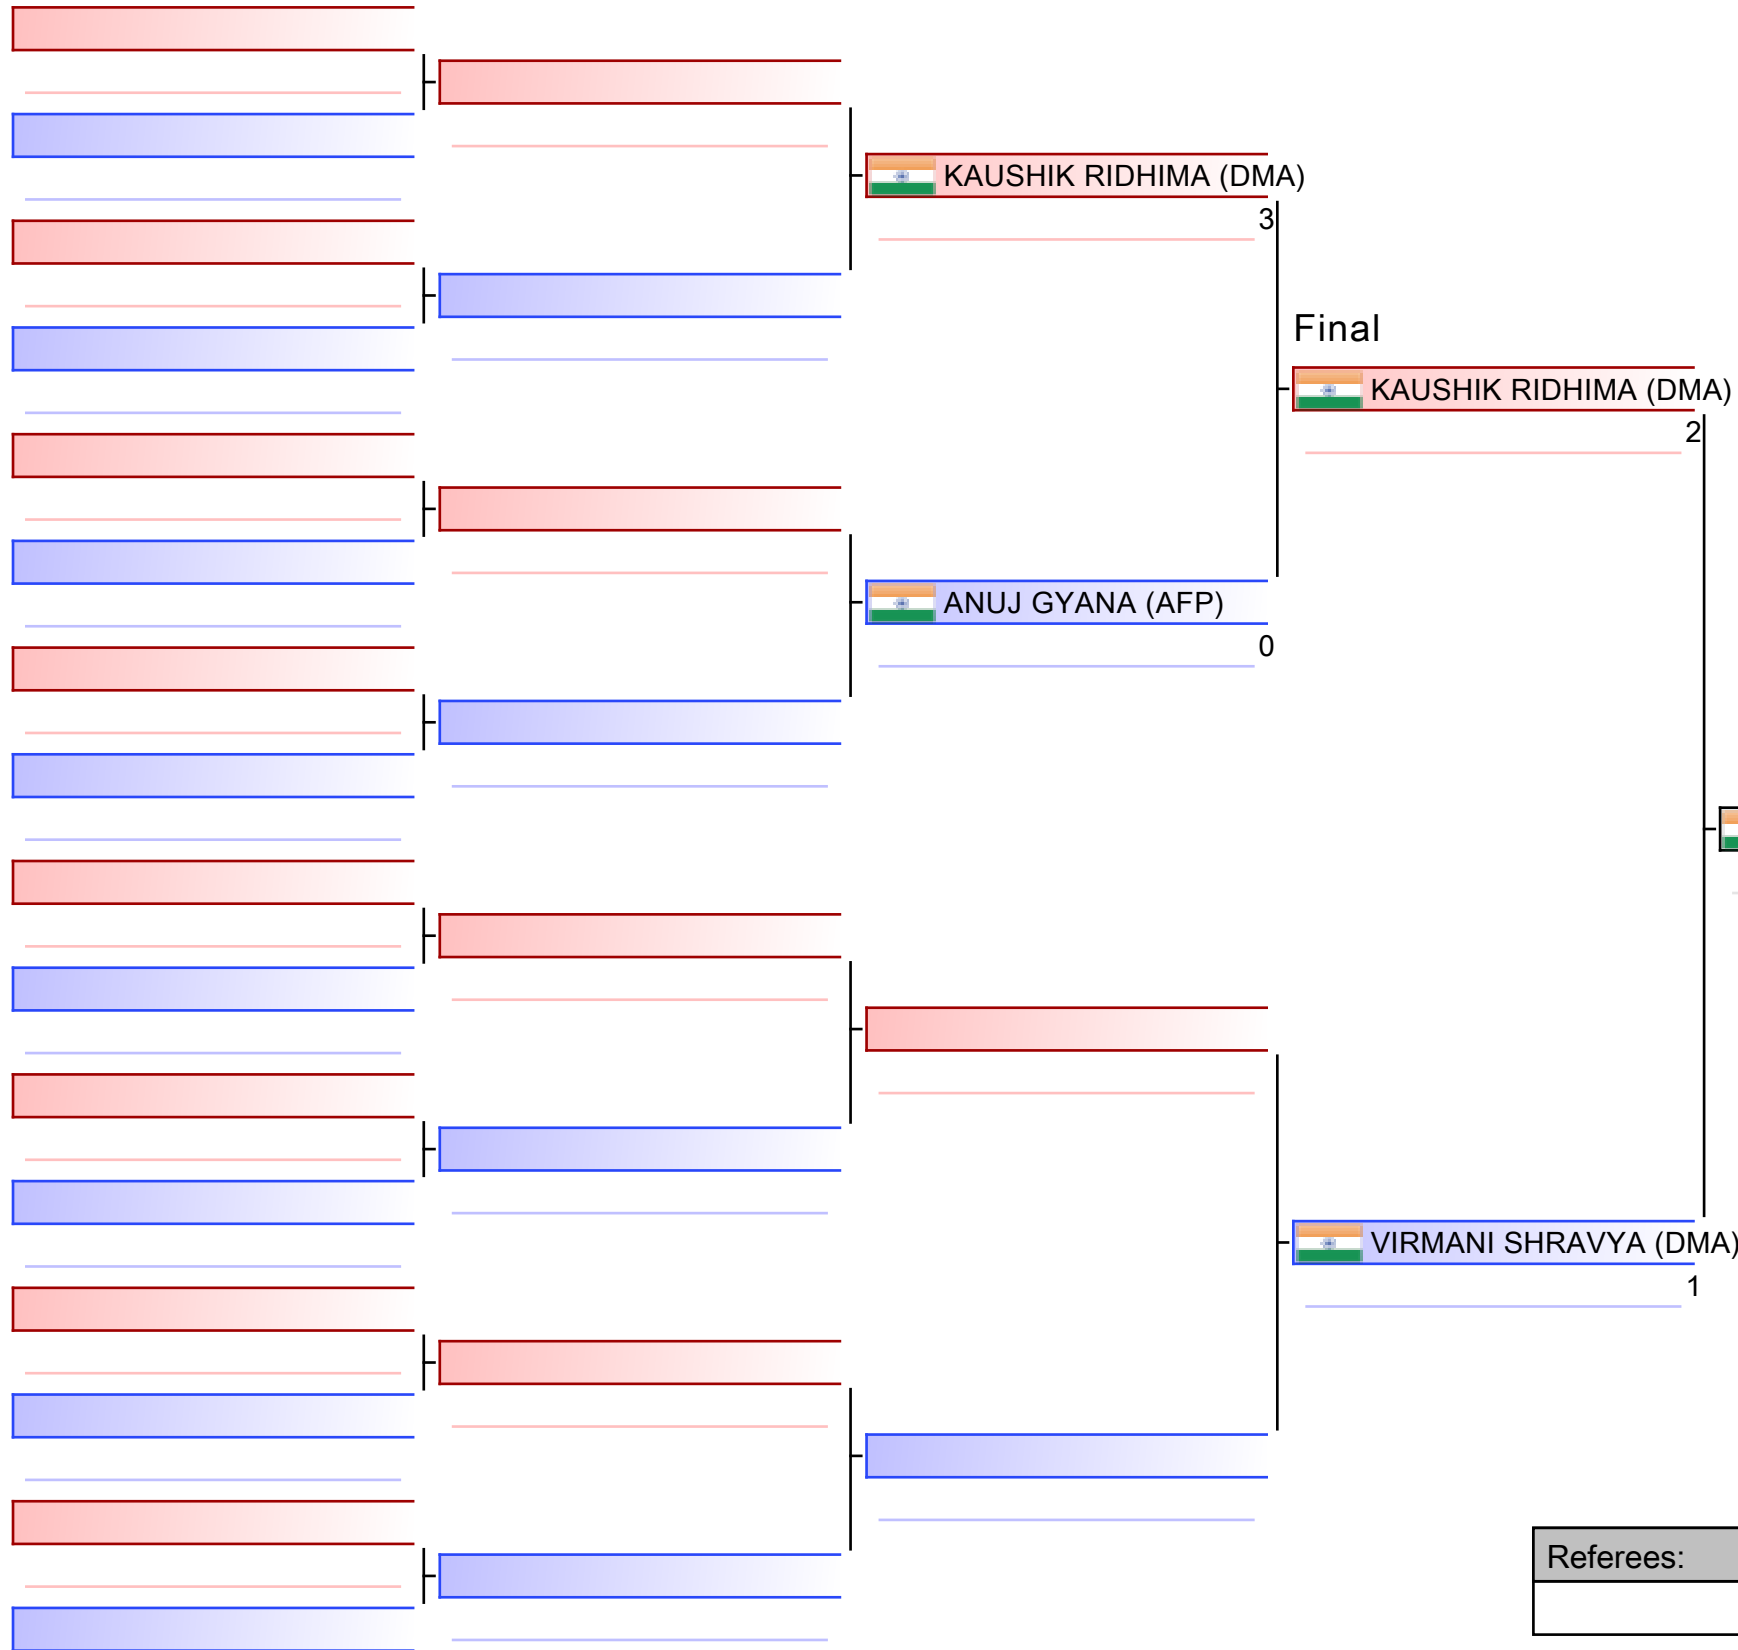 KAUSHIK RIDHIMA (DMA)
3
Final
KAUSHIK RIDHIMA (DMA)
2
ANUJ GYANA (AFP)
0
VIRMANI SHRAVYA (DMA)
1
Referees: